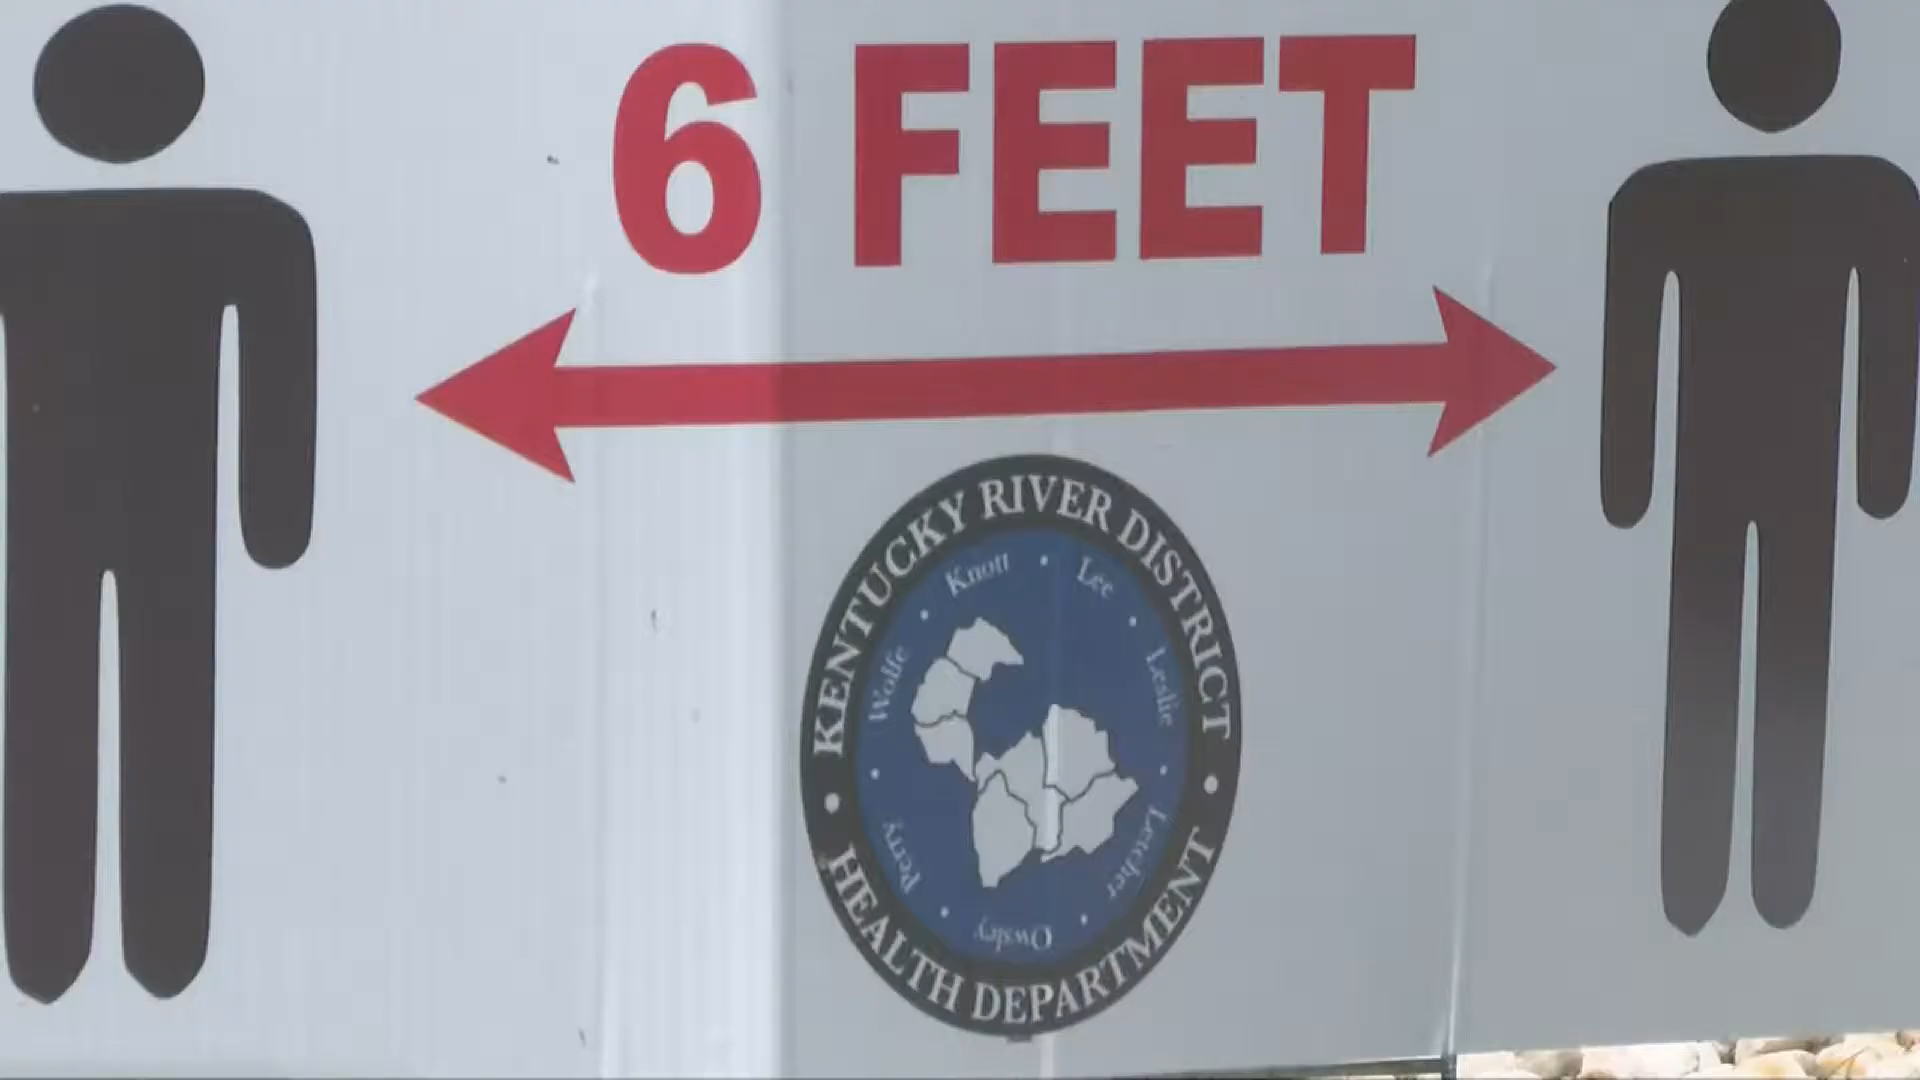 6 FEET
KENTUCKY RIVER DISTRICT
Knott • Lee • Leslie • Letcher • Owsley • Perry • Wolfe •
• HEALTH DEPARTMENT •